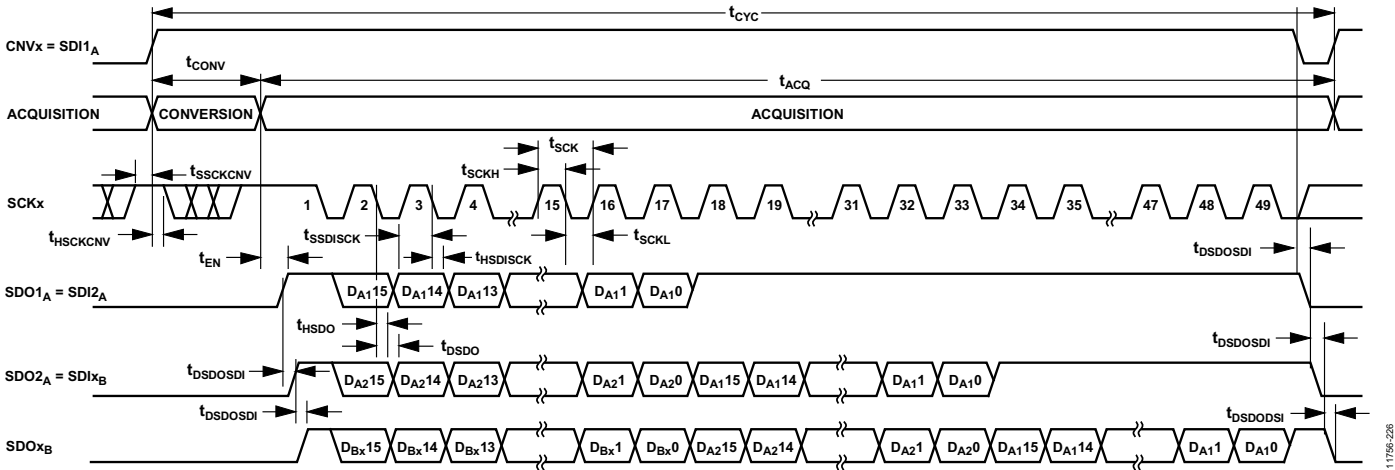 tCYC
CNVx = SDI1A
tCONV
tACQ
ACQUISITION CONVERSION ACQUISITION
tSCK
tSSCKCNV tSCKH
SCKx 1 2 3 4 15 16 17 18 19 31 32 33 34 35 47 48 49
tHSCKCNV tSSDISCK tSCKL
tEN tHSDISCK tDSDOSDI
SDO1A = SDI2A DA115 DA114 DA113 DA11 DA10
tHSDO
tDSDO tDSDOSDI
tDSDOSDI
SDO2A = SDIxB DA215 DA214 DA213 DA21 DA20 DA115 DA114 DA11 DA10
tDSDOSDI tDSDODSI
SDOxB DBx15 DBx14 DBx13 DBx1 DBx0 DA215 DA214 DA21 DA20 DA115 DA114 DA11 DA10
11756-226